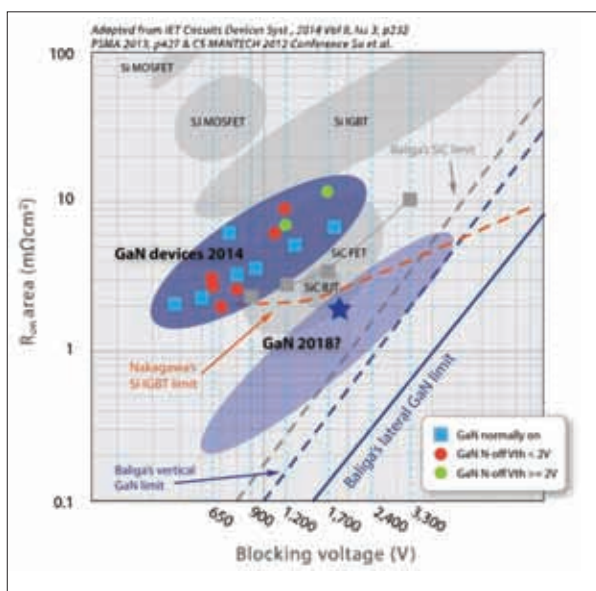 Adapted from IET Circuits Devices Syst., 2014 Vol 8, Iss 3, p232
PSMA 2013, p427 & CS MANTECH 2012 Conference Su et al.
100
10
1
0.1
R_ON area (mΩcm²)
Si MOSFET
SJ MOSFET
Si IGBT
Baliga's SiC limit
GaN devices 2014
SiC FET
SiC BJT
GaN 2018?
Nakagawa's
Si IGBT limit
Baliga's vertical
GaN limit
Baliga's lateral GaN limit
GaN normally on
GaN N-off Vth < 2V
GaN N-off Vth >= 2V
650
900
1,200
1,700
2,400
3,300
Blocking voltage (V)